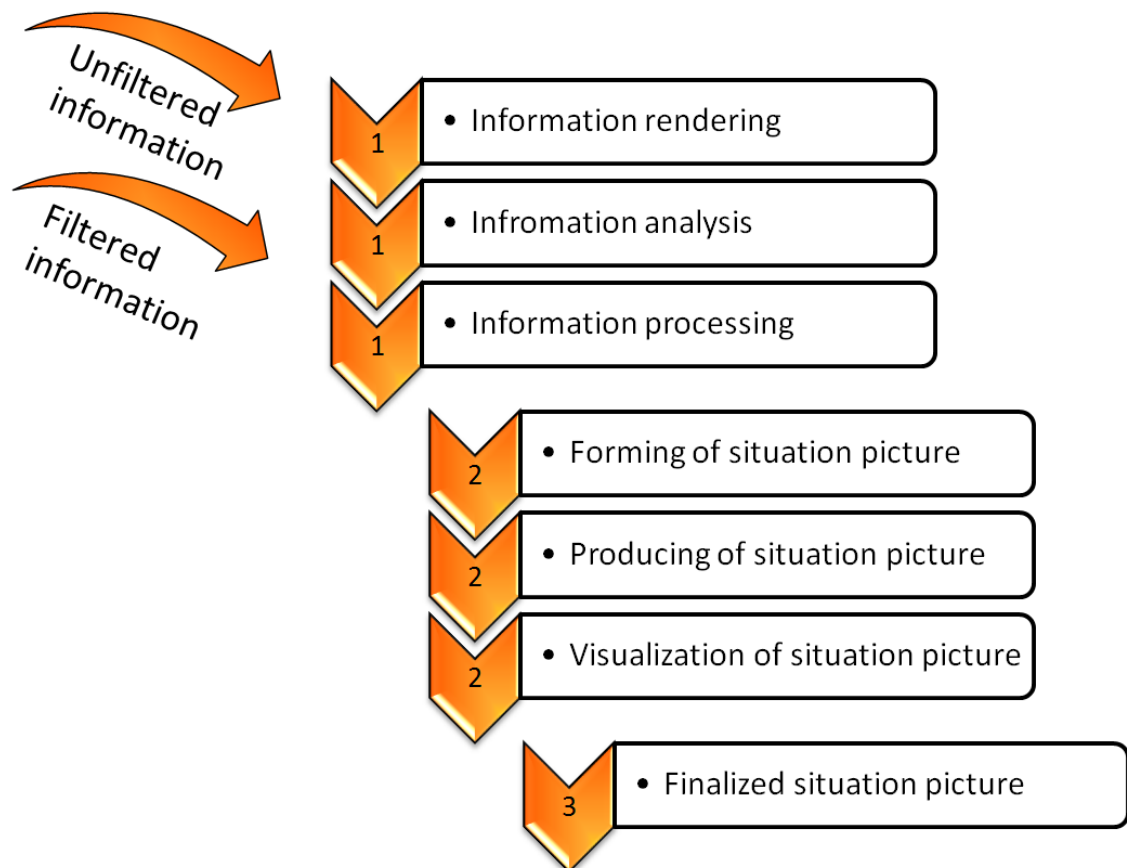 Unfiltered
information
Filtered
information
1
• Information rendering
1
• Infromation analysis
1
• Information processing
2
• Forming of situation picture
2
• Producing of situation picture
2
• Visualization of situation picture
3
• Finalized situation picture